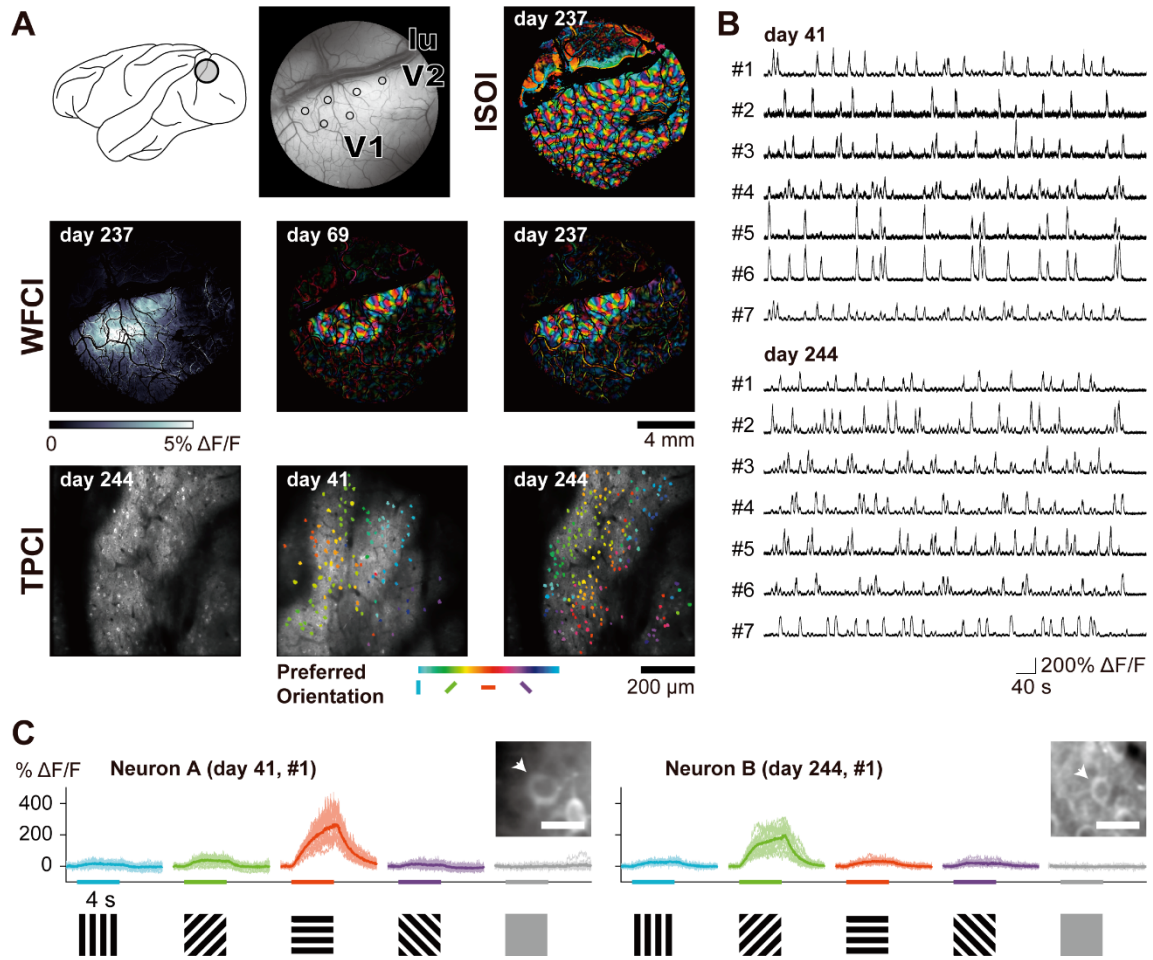 A
lu
V2
V1
ISOI
day 237
WFCI
day 237
day 69
day 237
0
5% ΔF/F
4 mm
TPCI
day 244
day 41
day 244
Preferred
Orientation
200 μm
B
day 41
#1
#2
#3
#4
#5
#6
#7
day 244
#1
#2
#3
#4
#5
#6
#7
200% ΔF/F
40 s
C
% ΔF/F
Neuron A (day 41, #1)
Neuron B (day 244, #1)
400
200
0
4 s